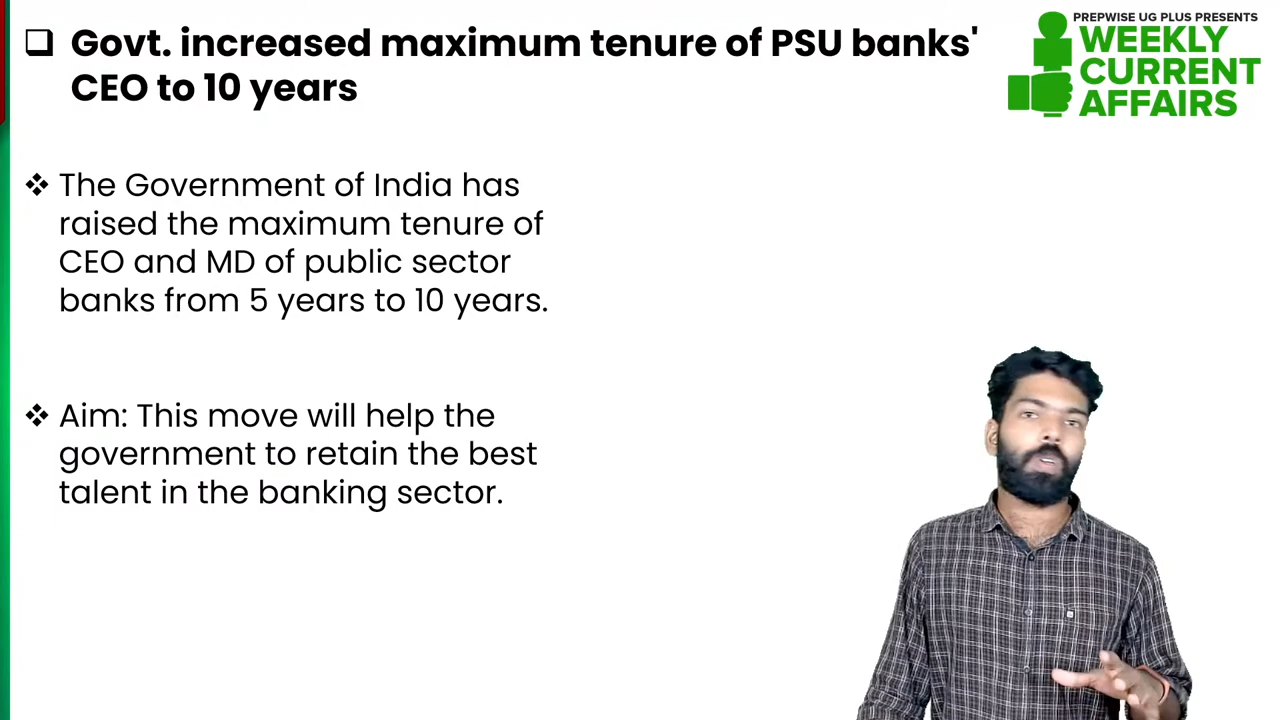 Govt. increased maximum tenure of PSU banks'
CEO to 10 years
PREPWISE UG PLUS PRESENTS
WEEKLY
CURRENT
AFFAIRS
The Government of India has
raised the maximum tenure of
CEO and MD of public sector
banks from 5 years to 10 years.
Aim: This move will help the
government to retain the best
talent in the banking sector.